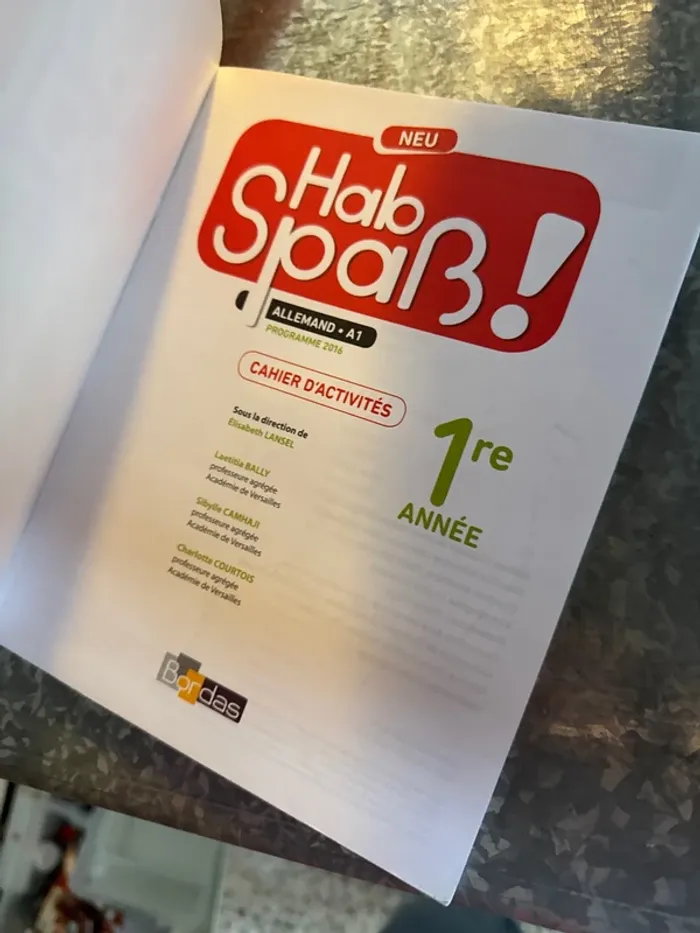 NEU
Hab
Spaß!
ALLEMAND • A1
PROGRAMME 2016
CAHIER D'ACTIVITÉS
Sous la direction de
Élisabeth LANSEL
Laetitia BALLY
professeure agrégée
Académie de Versailles
Sibylle CAMHAJI
professeure agrégée
Académie de Versailles
Charlotte COURTOIS
professeure agrégée
Académie de Versailles
1re
ANNÉE
Bordas